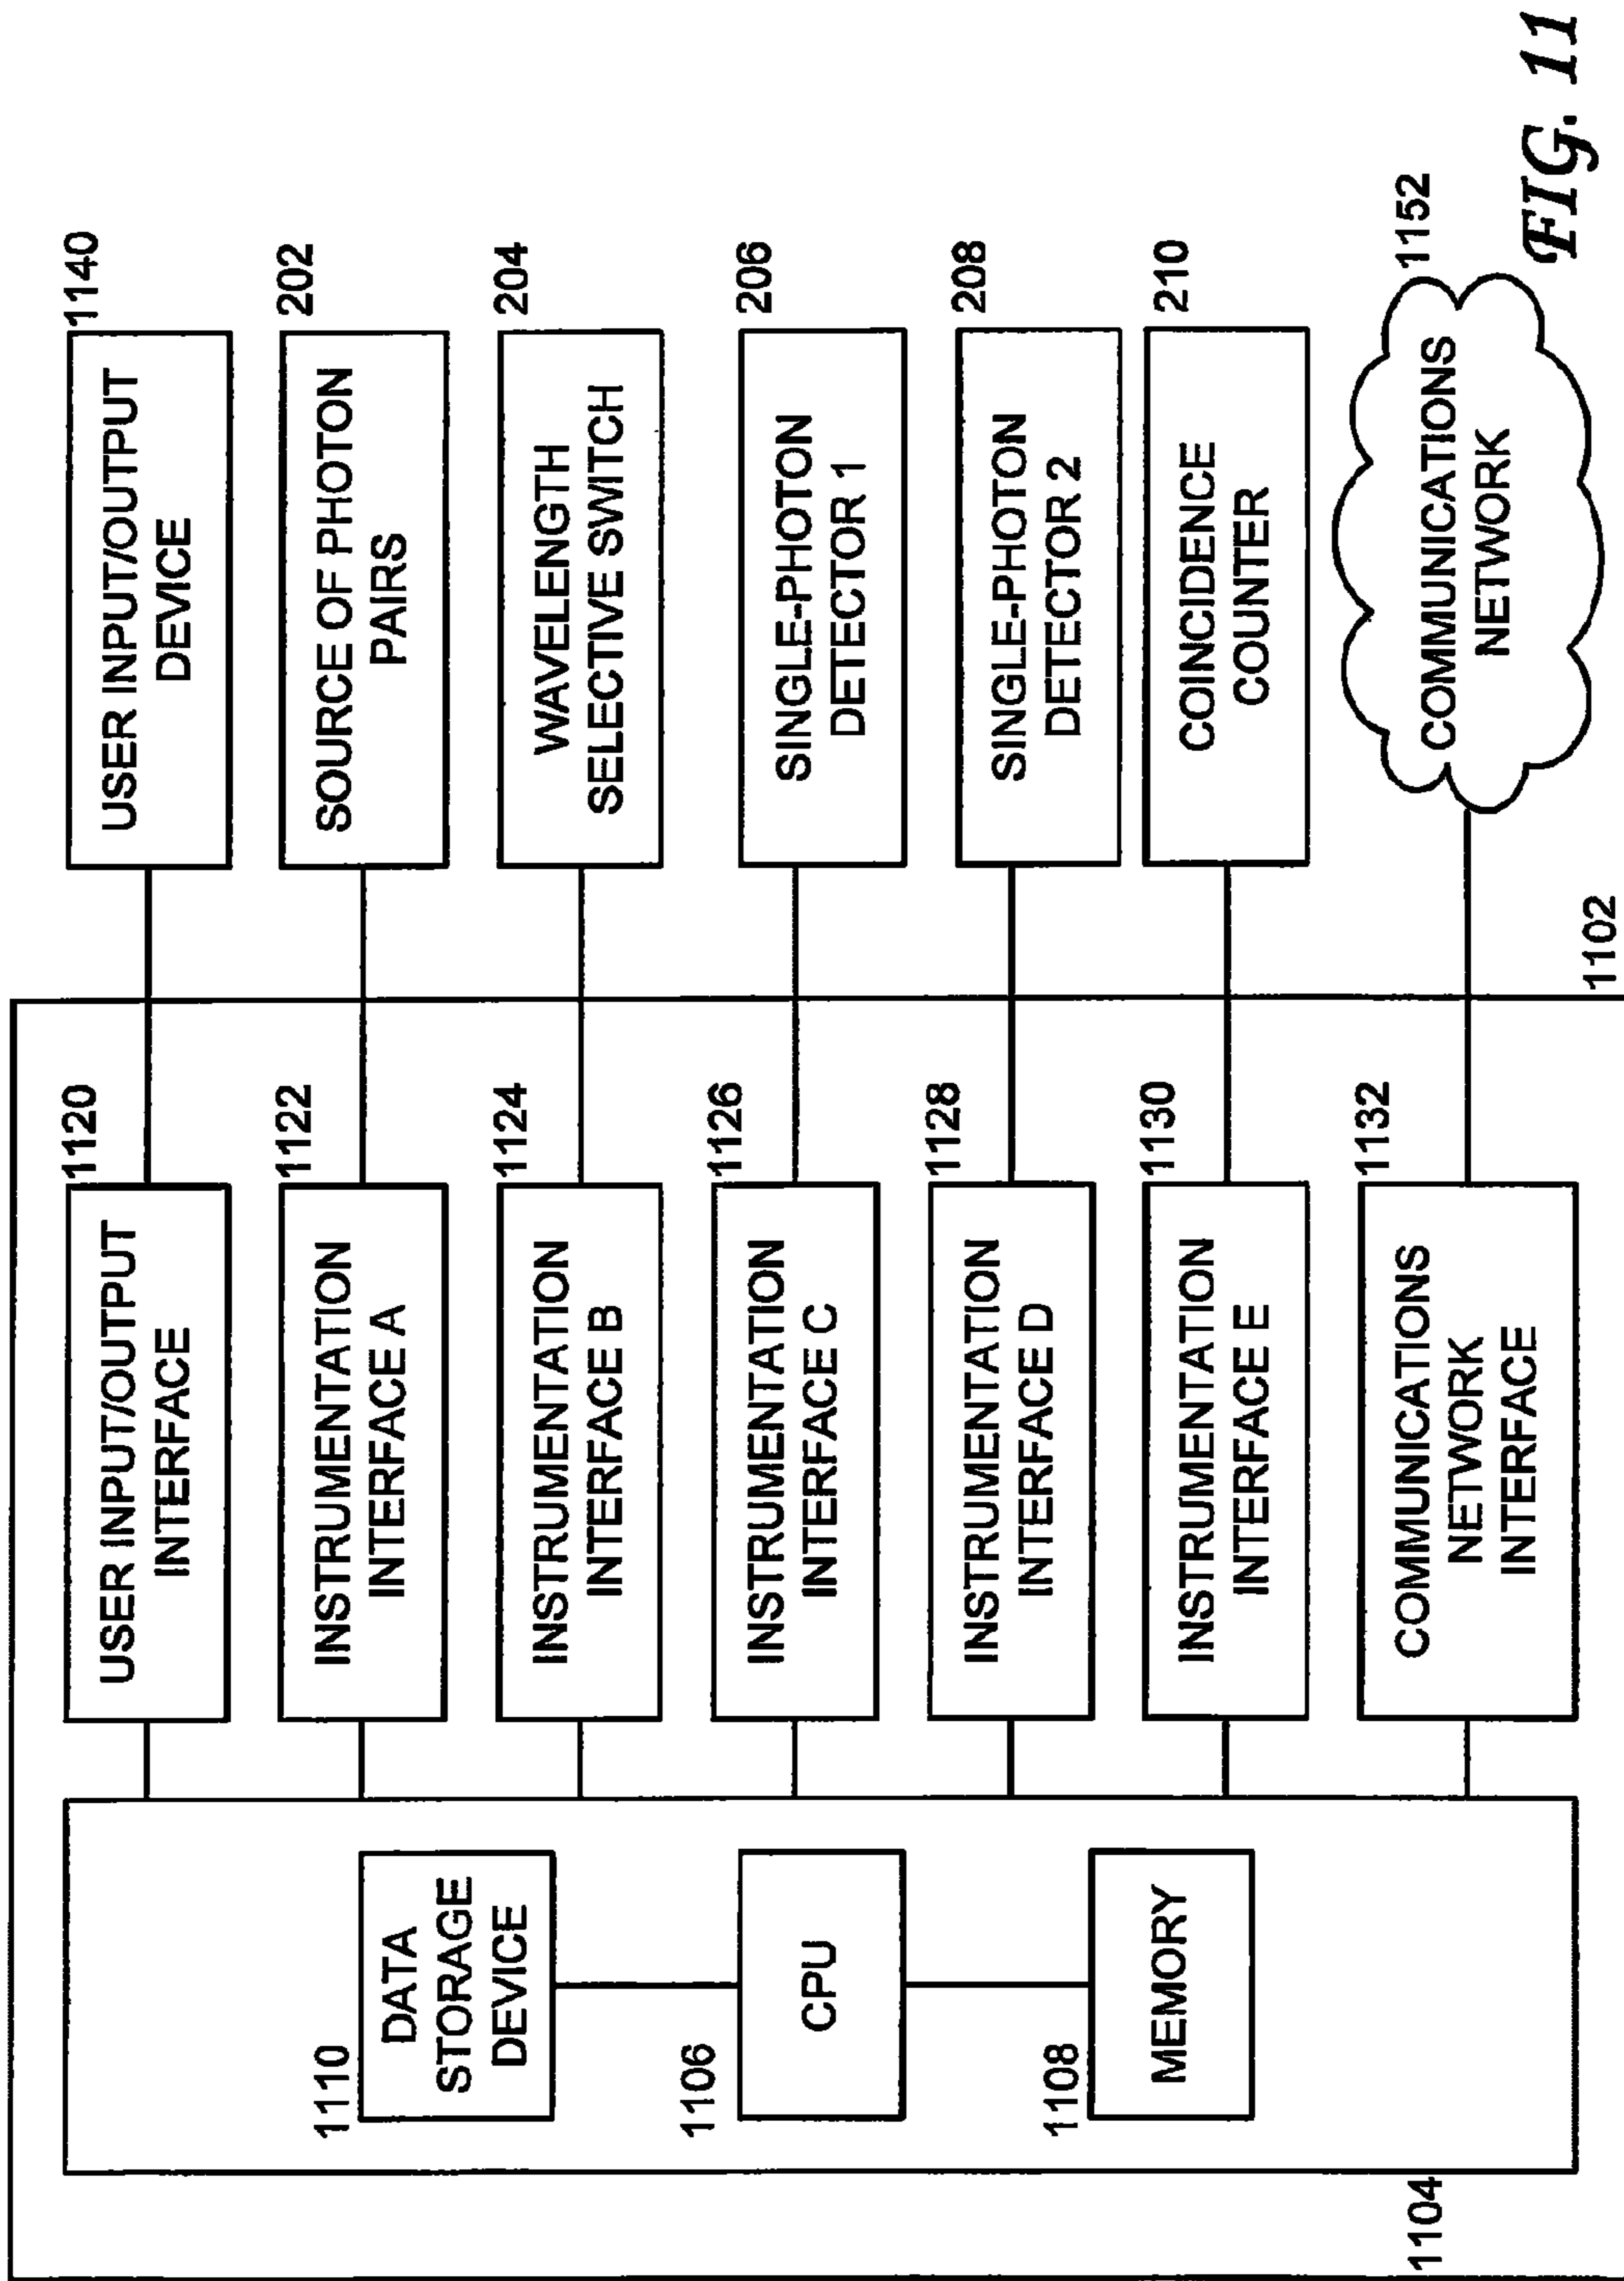 1104
1110
DATA
STORAGE
DEVICE
1106
CPU
1108
MEMORY
1120
USER INPUT/OUTPUT
INTERFACE
1122
INSTRUMENTATION
INTERFACE A
1124
INSTRUMENTATION
INTERFACE B
1126
INSTRUMENTATION
INTERFACE C
1128
INSTRUMENTATION
INTERFACE D
1130
INSTRUMENTATION
INTERFACE E
1132
COMMUNICATIONS
NETWORK
INTERFACE
1102
1140
USER INPUT/OUTPUT
DEVICE
202
SOURCE OF PHOTON
PAIRS
204
WAVELENGTH
SELECTIVE SWITCH
206
SINGLE-PHOTON
DETECTOR 1
208
SINGLE-PHOTON
DETECTOR 2
210
COINCIDENCE
COUNTER
1152
COMMUNICATIONS
NETWORK
FIG. 11